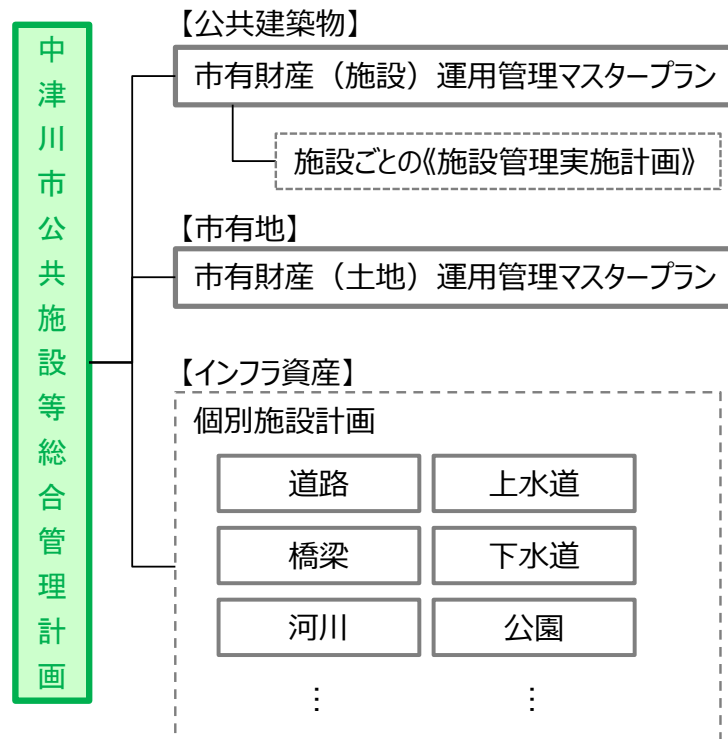 中津川市公共施設等総合管理計画
【公共建築物】
市有財産（施設）運用管理マスタープラン
施設ごとの《施設管理実施計画》
【市有地】
市有財産（土地）運用管理マスタープラン
【インフラ資産】
個別施設計画
道路
上水道
橋梁
下水道
河川
公園
⋮
⋮